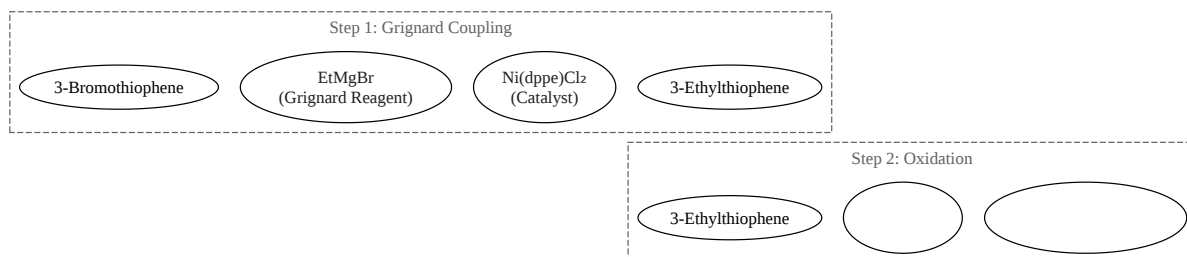 Step 1: Grignard Coupling
3-Bromothiophene
EtMgBr
(Grignard Reagent)
Ni(dppe)Cl₂
(Catalyst)
3-Ethylthiophene
Step 2: Oxidation
3-Ethylthiophene